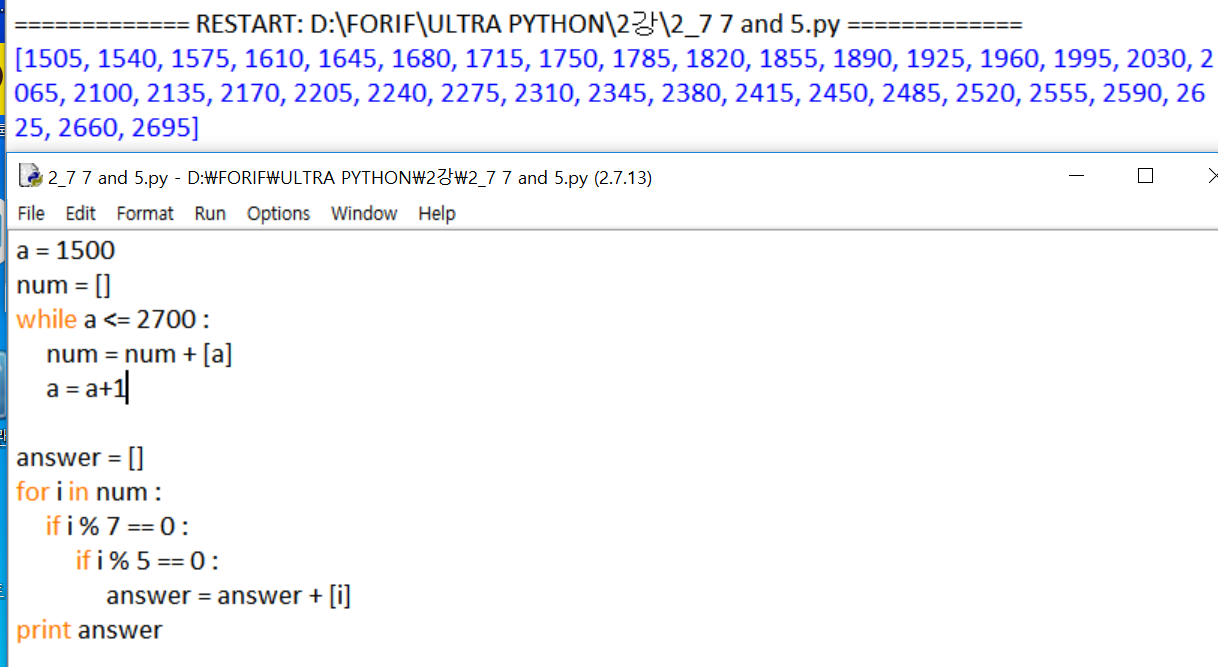 ============= RESTART: D:\FORIF\ULTRA PYTHON\2강\2_7 7 and 5.py =============
[1505, 1540, 1575, 1610, 1645, 1680, 1715, 1750, 1785, 1820, 1855, 1890, 1925, 1960, 1995, 2030, 2
065, 2100, 2135, 2170, 2205, 2240, 2275, 2310, 2345, 2380, 2415, 2450, 2485, 2520, 2555, 2590, 26
25, 2660, 2695]
2_7 7 and 5.py - D:₩FORIF₩ULTRA PYTHON₩2강₩2_7 7 and 5.py (2.7.13)
File Edit Format Run Options Window Help
a = 1500
num = []
while a <= 2700 :
    num = num + [a]
    a = a+1
answer = []
for i in num :
    if i % 7 == 0 :
        if i % 5 == 0 :
            answer = answer + [i]
print answer